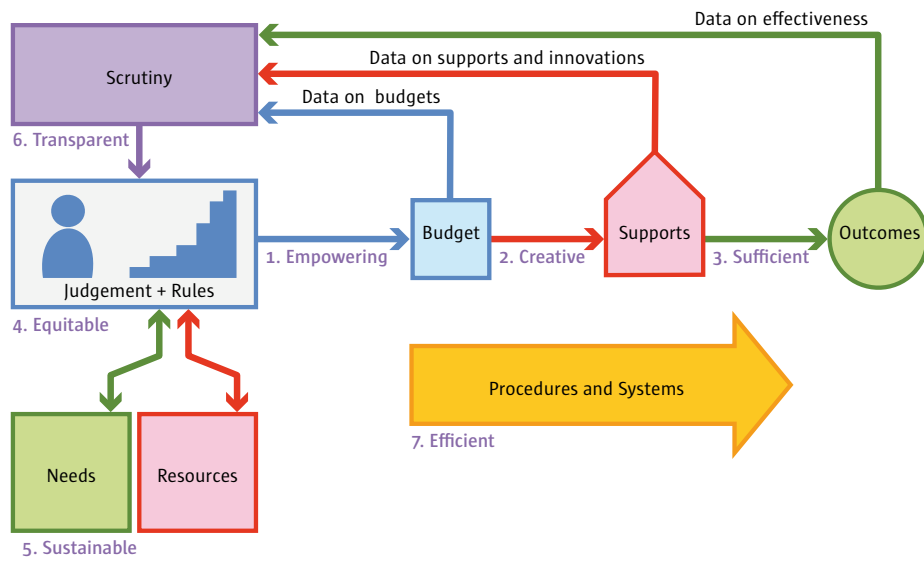 Data on effectiveness
Data on supports and innovations
Scrutiny
Data on budgets
6. Transparent
Judgement + Rules
1. Empowering
Budget
2. Creative
Supports
3. Sufficient
Outcomes
4. Equitable
Procedures and Systems
7. Efficient
Needs
Resources
5. Sustainable